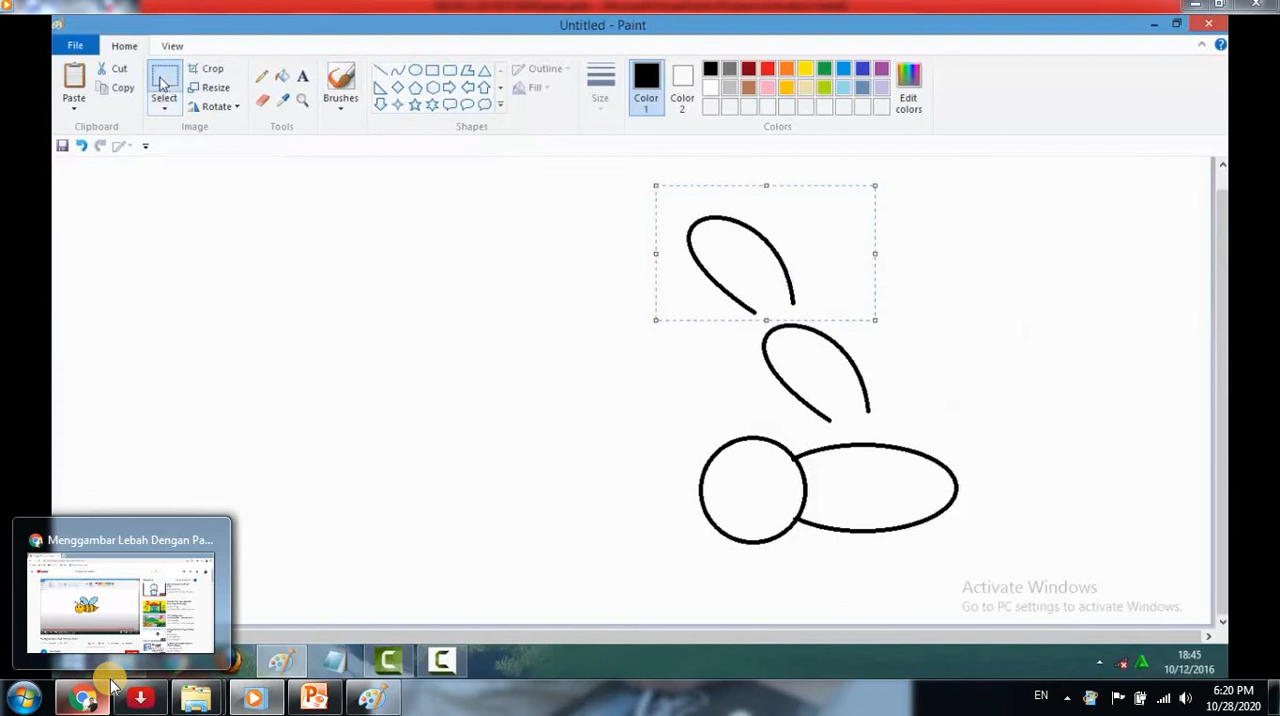 Untitled - Paint
File
Home
View
Paste
Cut
Copy
Clipboard
Select
Crop
Resize
Rotate
Image
A
Tools
Brushes
Outline
Fill
Shapes
Size
Color
1
Color
2
Edit
colors
Colors
Menggambar Lebah Dengan Pa...
Activate Windows
Go to PC settings to activate Windows.
18:45
10/12/2016
EN
6:20 PM
10/28/2020